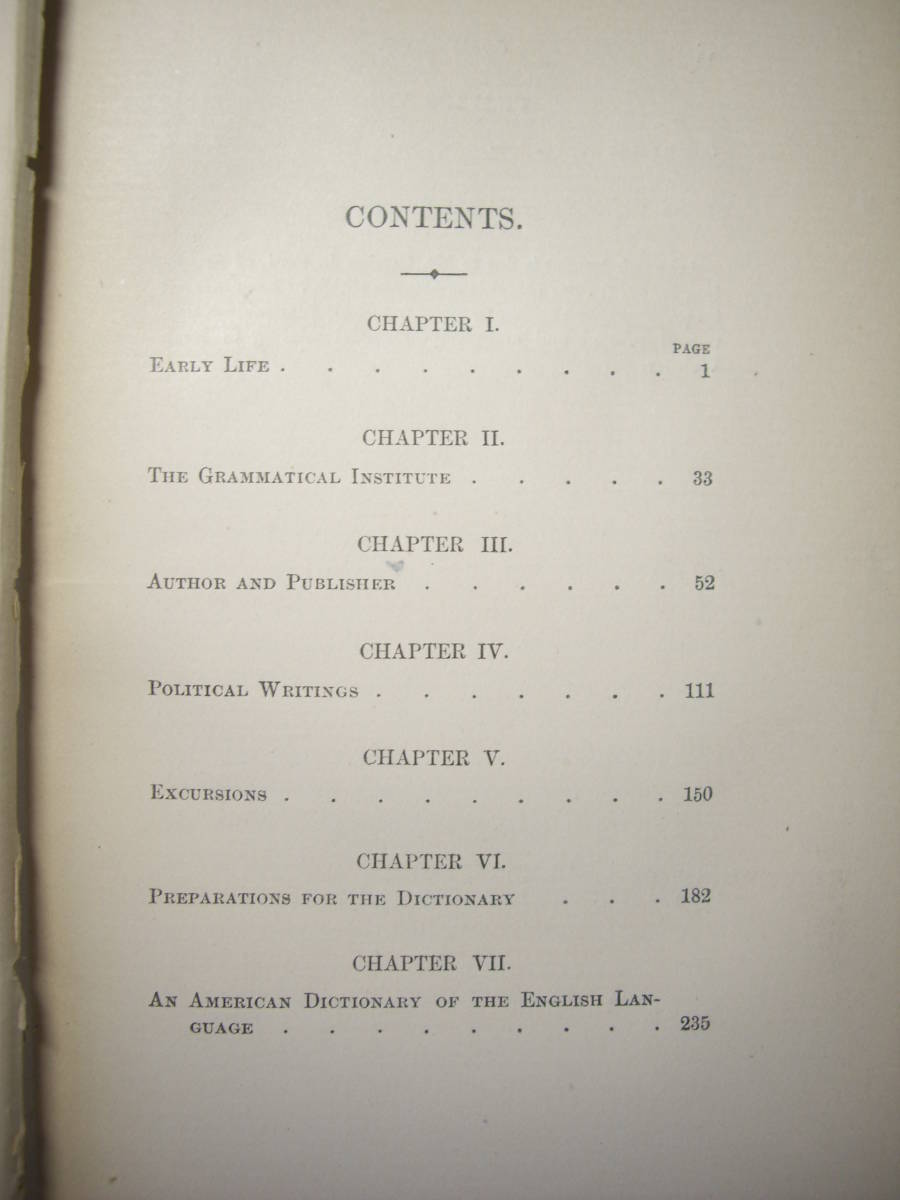 CONTENTS.
CHAPTER I.
PAGE
EARLY LIFE . . . . . . . . . 1
CHAPTER II.
THE GRAMMATICAL INSTITUTE . . . . . 33
CHAPTER III.
AUTHOR AND PUBLISHER . . . . . . 52
CHAPTER IV.
POLITICAL WRITINGS . . . . . . . 111
CHAPTER V.
EXCURSIONS . . . . . . . . . 150
CHAPTER VI.
PREPARATIONS FOR THE DICTIONARY . . . 182
CHAPTER VII.
AN AMERICAN DICTIONARY OF THE ENGLISH LAN-
GUAGE . . . . . . . . . 235